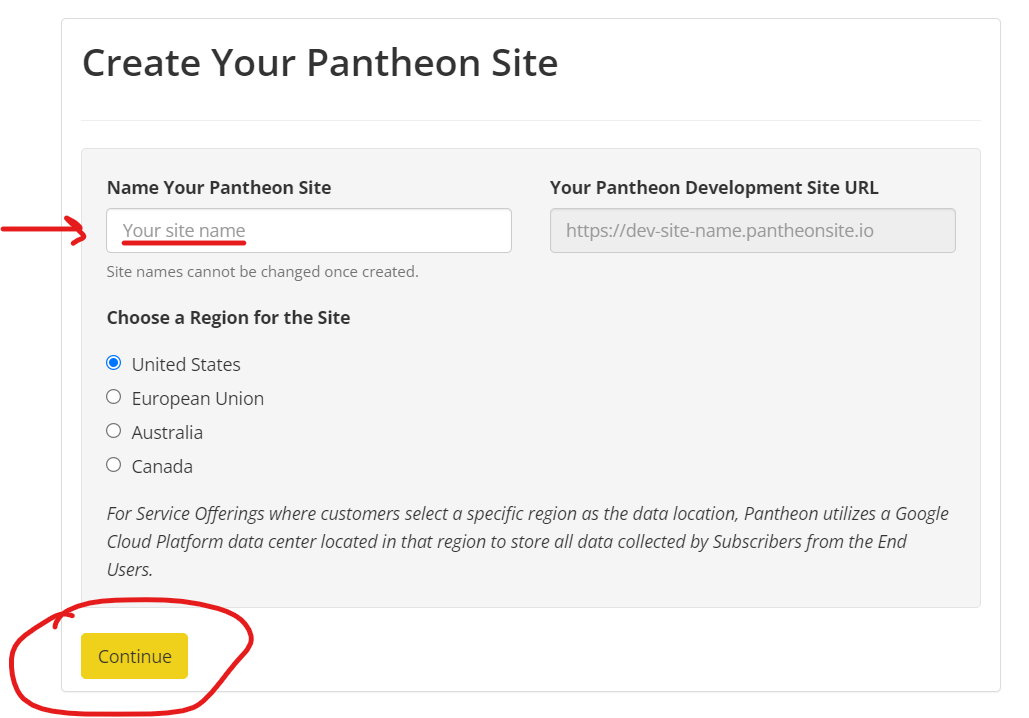 Create Your Pantheon Site
Name Your Pantheon Site
Your Pantheon Development Site URL
Your site name
https://dev-site-name.pantheonsite.io
Site names cannot be changed once created.
Choose a Region for the Site
United States
European Union
Australia
Canada
For Service Offerings where customers select a specific region as the data location, Pantheon utilizes a Google
Cloud Platform data center located in that region to store all data collected by Subscribers from the End
Users.
Continue